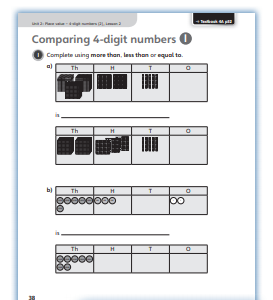 Unit 2: Place value – 4-digit numbers (2), Lesson 2
→ Textbook 4A p52
Comparing 4-digit numbers 1
1 Complete using more than, less than or equal to.
a)
Th H T O
is
Th H T O
b)
Th H T O
is
Th H T O
38